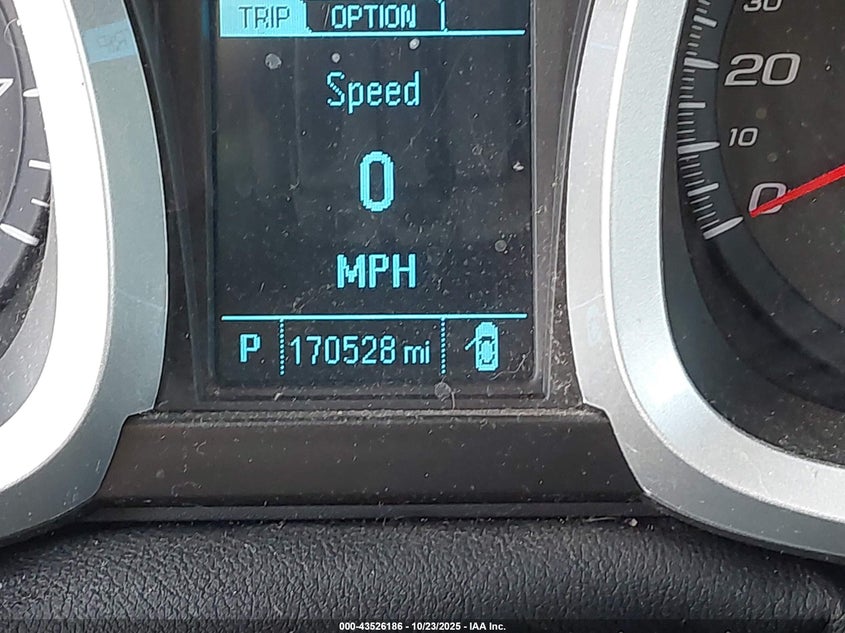 TRIP OPTION
30
20
10
0
Speed
0
MPH
P 170528 mi
000-43526186 - 10/23/2025 - IAA Inc.